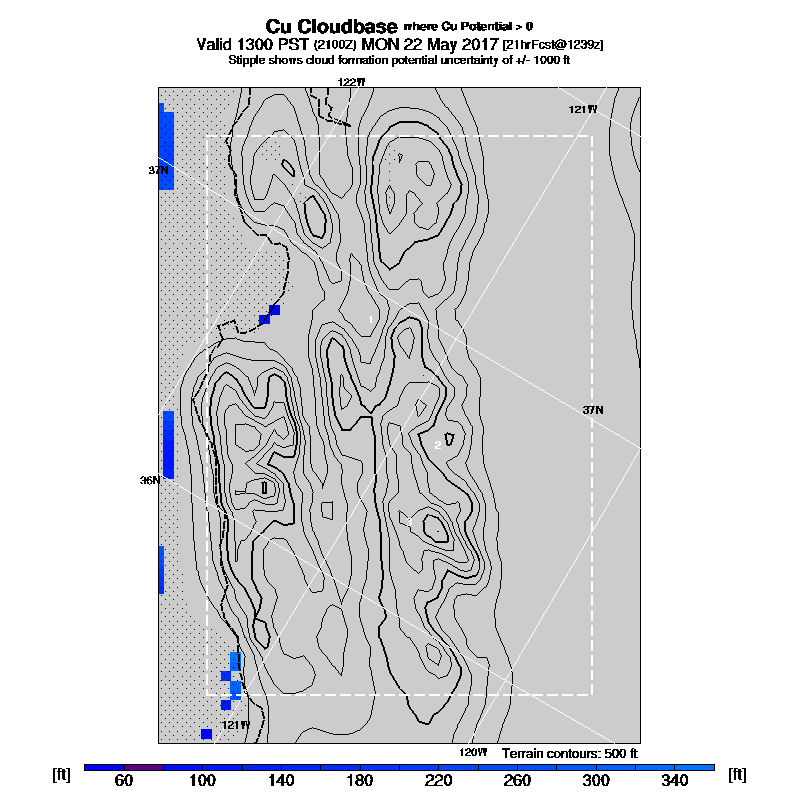 Cu Cloudbase where Cu Potential > 0
Valid 1300 PST (2100Z) MON 22 May 2017 [21hrFcst@1239z]
Stipple shows cloud formation potential uncertainty of +/- 1000 ft
122W
121W
37N
1
37N
2
36N
3
121W
120W
Terrain contours: 500 ft
[ft] 60 100 140 180 220 260 300 340 [ft]